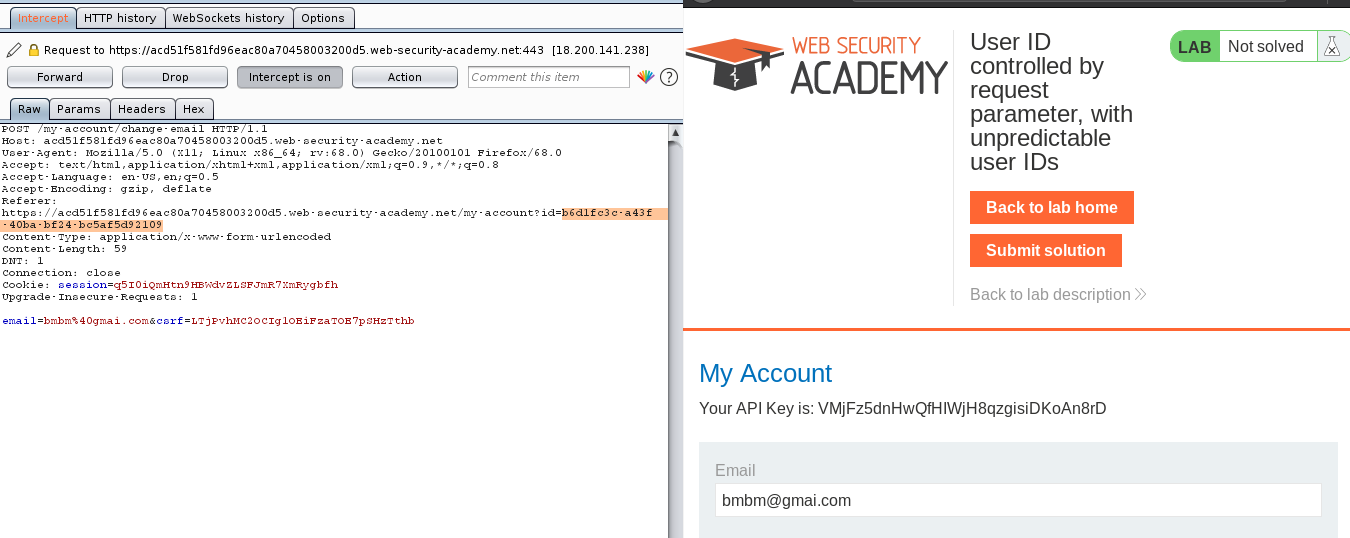 Intercept HTTP history WebSockets history Options
Request to https://acd51f581fd96eac80a70458003200d5.web-security-academy.net:443 [18.200.141.238]
Forward Drop Intercept is on Action Comment this item ?
Raw Params Headers Hex
POST /my-account/change-email HTTP/1.1
Host: acd51f581fd96eac80a70458003200d5.web-security-academy.net
User-Agent: Mozilla/5.0 (X11; Linux x86_64; rv:68.0) Gecko/20100101 Firefox/68.0
Accept: text/html,application/xhtml+xml,application/xml;q=0.9,*/*;q=0.8
Accept-Language: en-US,en;q=0.5
Accept-Encoding: gzip, deflate
Referer:
https://acd51f581fd96eac80a70458003200d5.web-security-academy.net/my-account?id=b6d1fc3c-a43f
-40ba-bf24-bc5af5d92109
Content-Type: application/x-www-form-urlencoded
Content-Length: 59
DNT: 1
Connection: close
Cookie: session=q5I0iQmHtn9HBWdvZLSFJmR7XmRygbfh
Upgrade-Insecure-Requests: 1
email=bmbm%40gmai.com&csrf=LTjPvhMC2OCIglOEiFzaTOE7pSHzTthb
WEB SECURITY
ACADEMY
User ID
controlled by
request
parameter, with
unpredictable
user IDs
LAB Not solved
Back to lab home
Submit solution
Back to lab description
My Account
Your API Key is: VMjFz5dnHwQfHIWjH8qzgisiDKoAn8rD
Email
bmbm@gmai.com